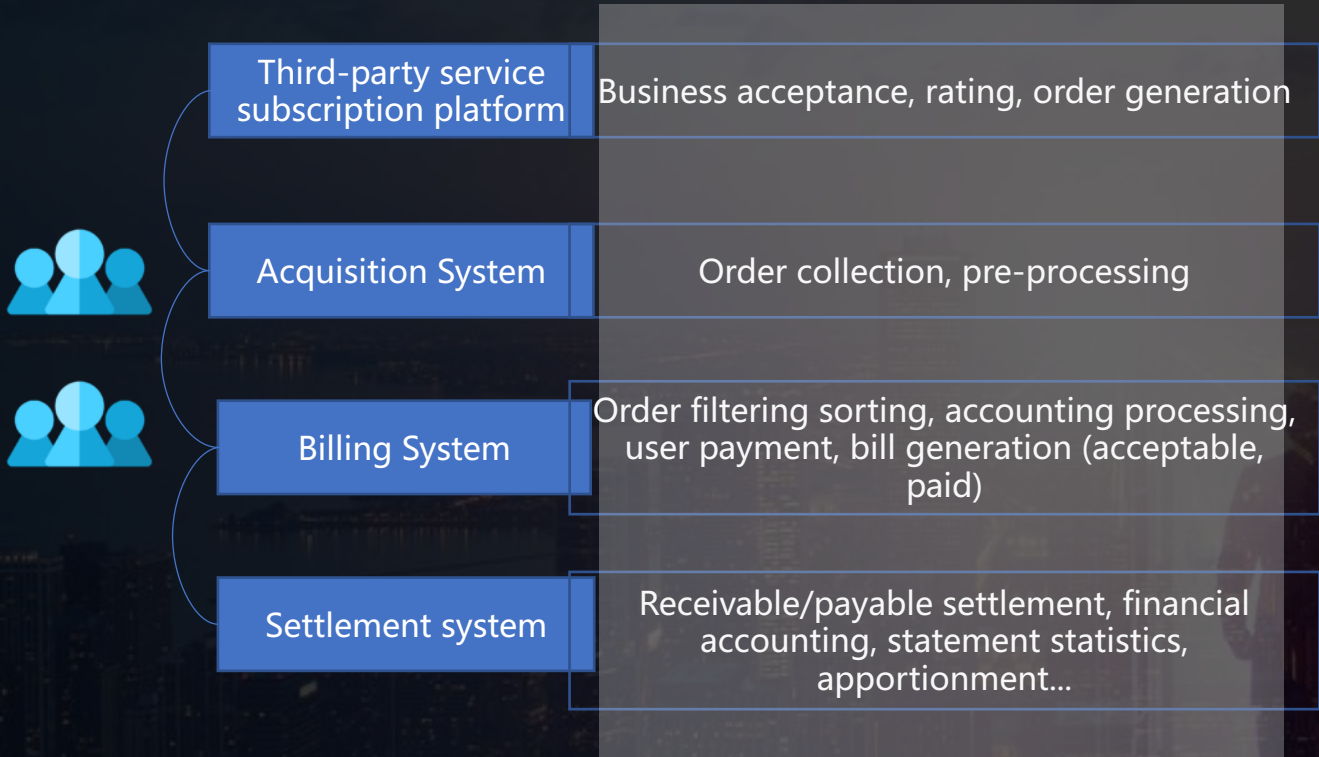 Third-party service
subscription platform
Business acceptance, rating, order generation
Acquisition System
Order collection, pre-processing
Billing System
Order filtering sorting, accounting processing,
user payment, bill generation (acceptable,
paid)
Settlement system
Receivable/payable settlement, financial
accounting, statement statistics,
apportionment...